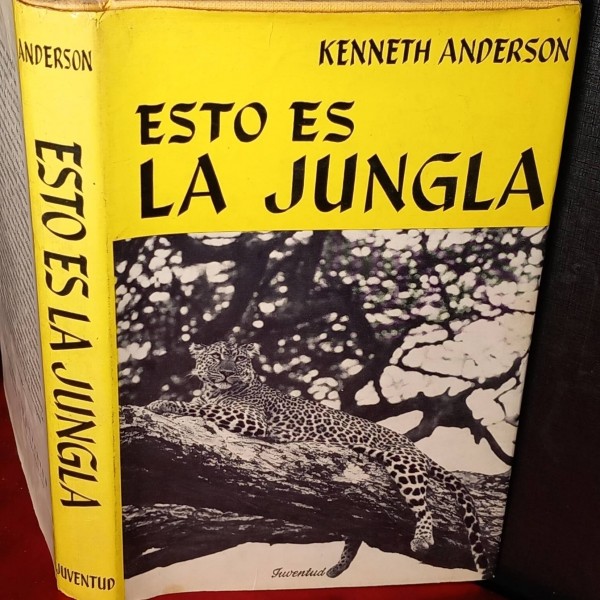 ANDERSON
ESTO ES LA JUNGLA
JUVENTUD
KENNETH ANDERSON
ESTO ES
LA JUNGLA
Juventud